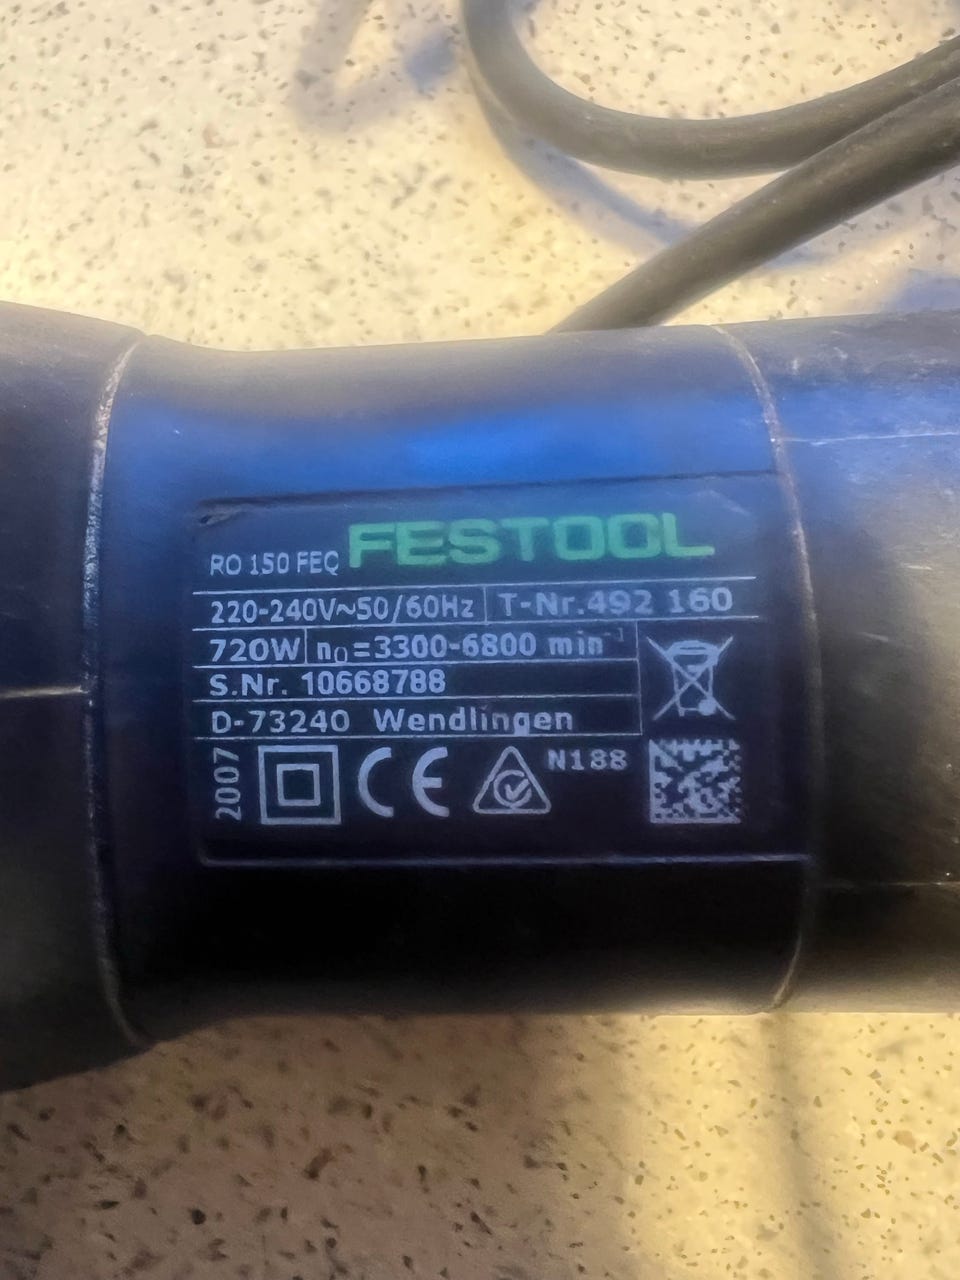 RO 150 FEQ FESTOOL
220-240V~50/60Hz T-Nr.492 160
720W n₀=3300-6800 min⁻¹
S.Nr. 10668788
D-73240 Wendlingen
2007 CE N188